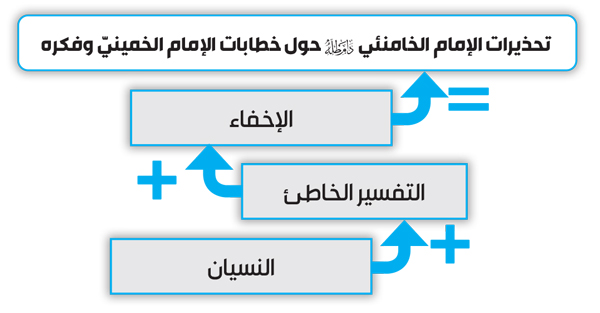 تحذيرات الإمام الخامنئي دام ظله حول خطابات الإمام الخمينيّ وفكره
=
الإخفاء
+
التفسير الخاطئ
+
النسيان